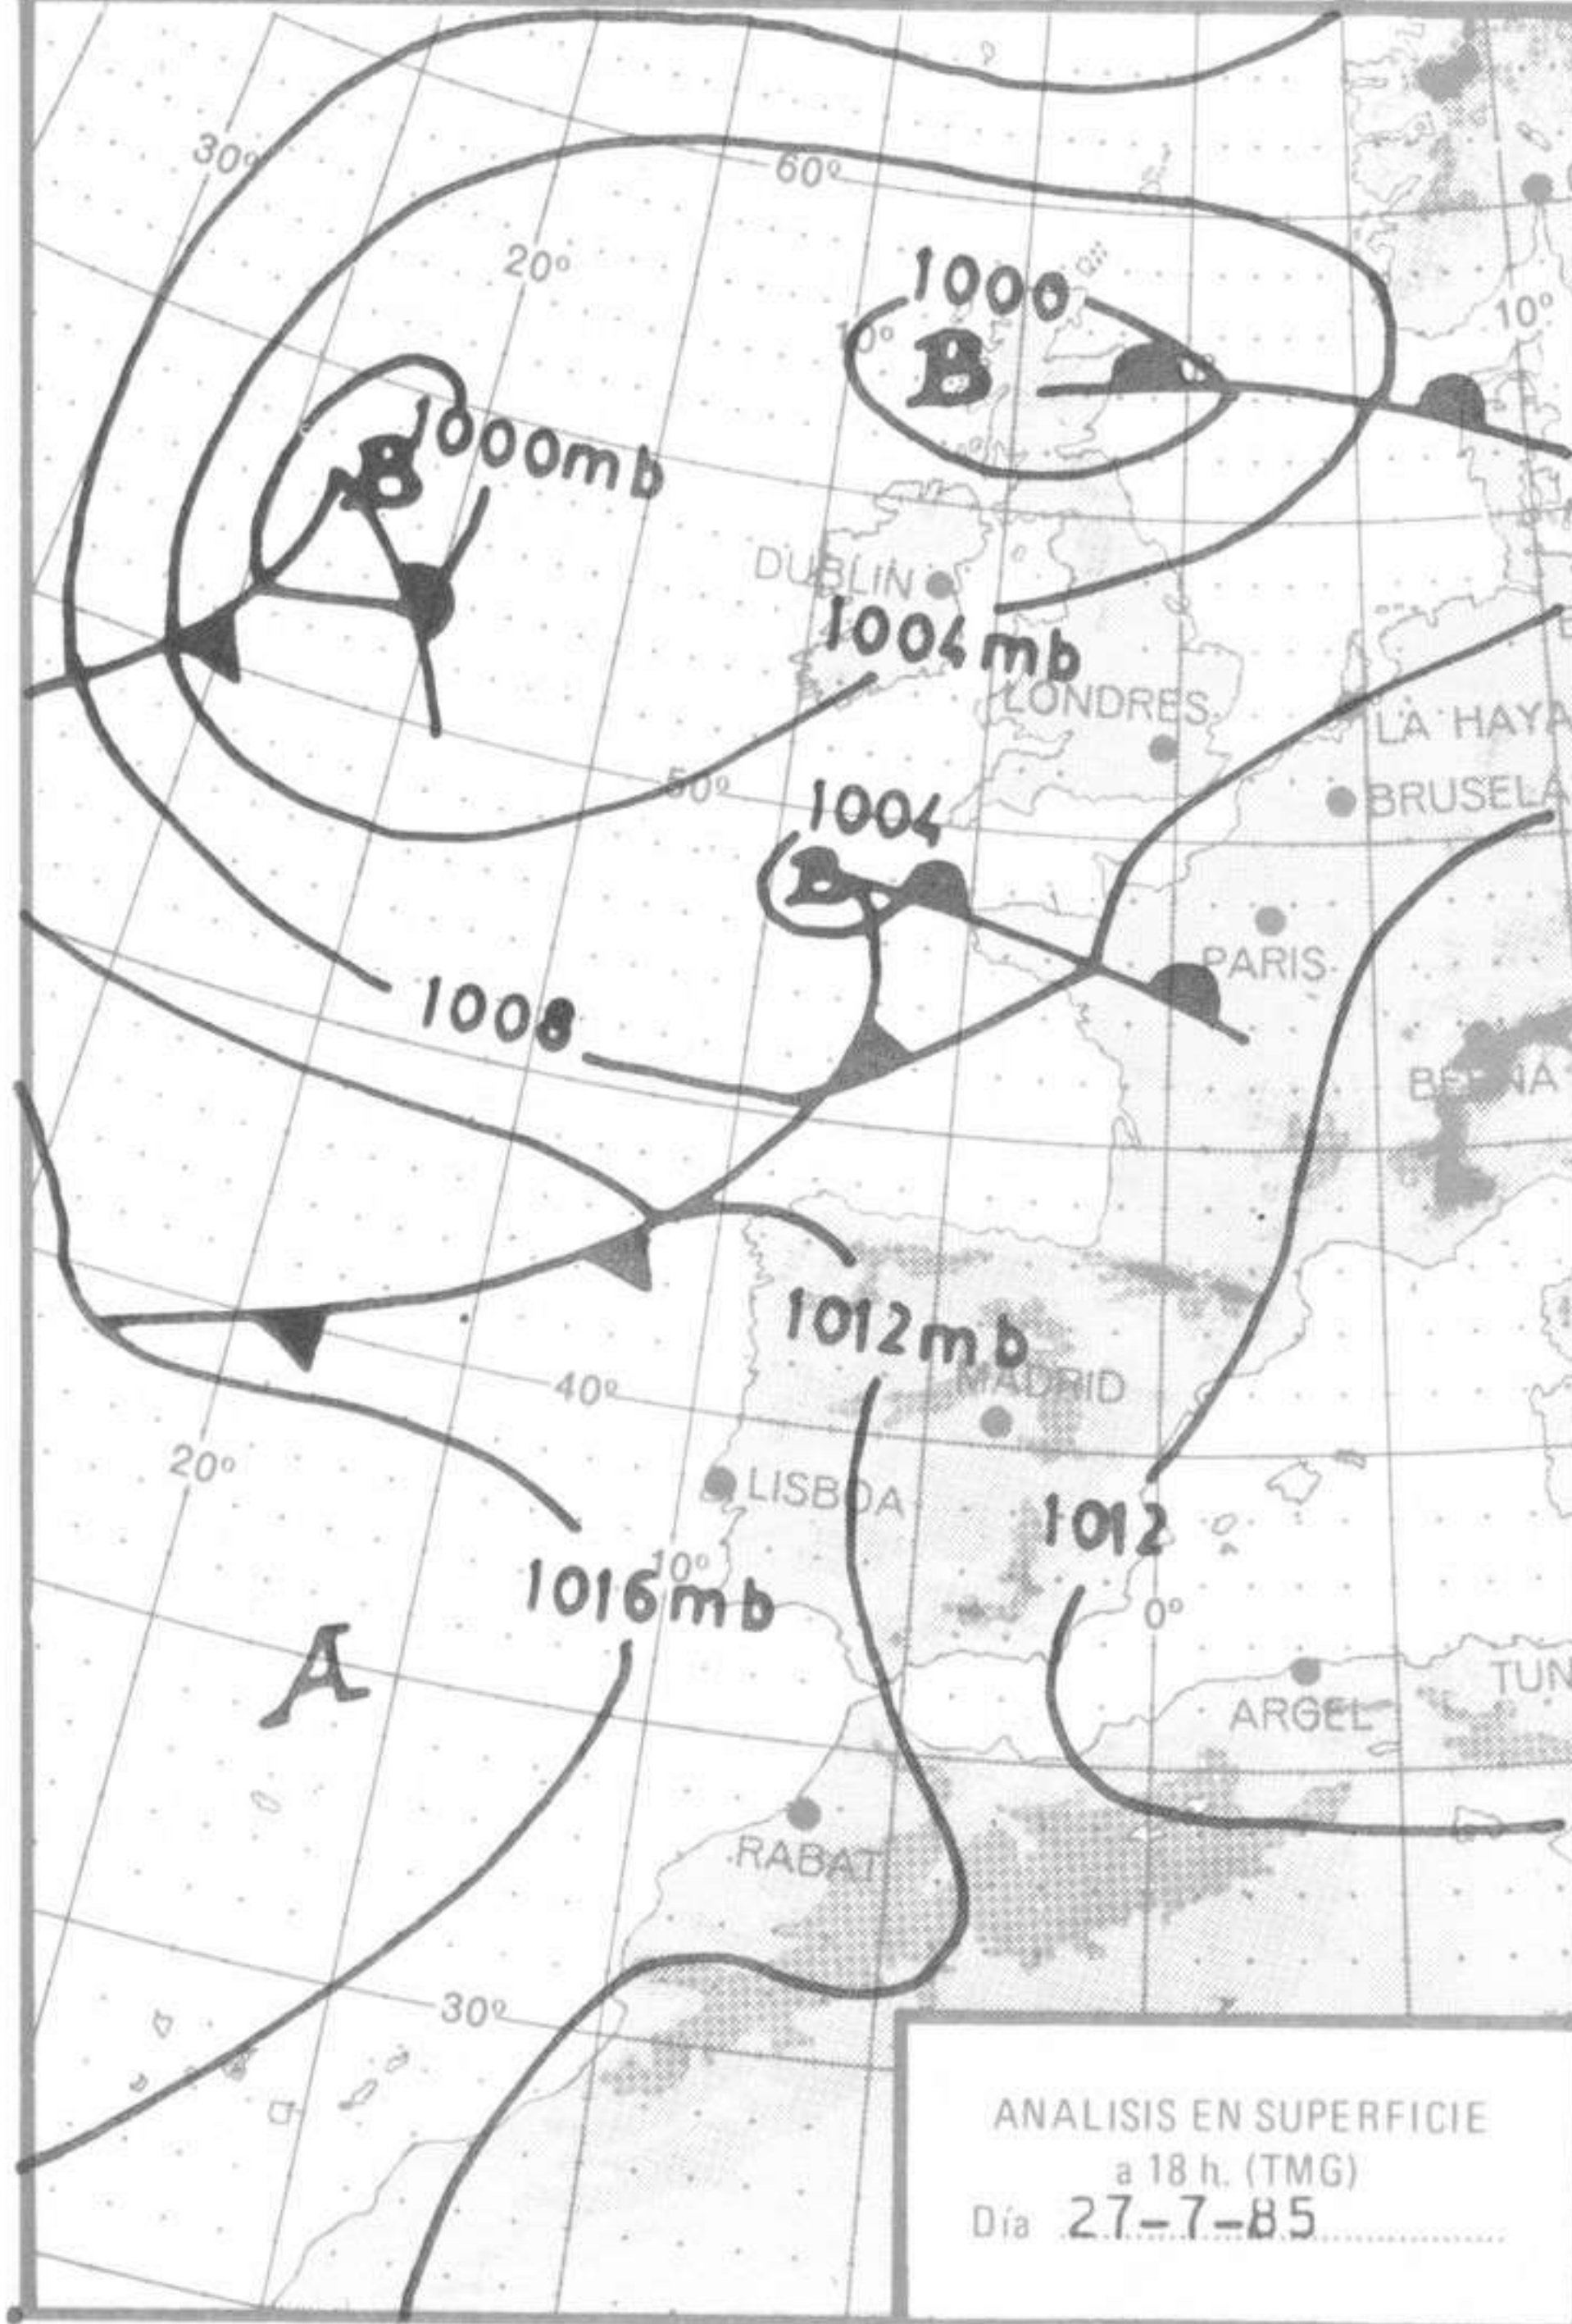 30º
60º
20º
1000
10º
10º
B
B
1000mb
DUBLIN
1004mb
LONDRES
LA HAYA
50º
1004
BRUSELA
B
PARIS
1008
BERNA
1012mb
40º
MADRID
20º
LISBOA
1012
10º
1016mb
0º
A
TUN
ARGEL
RABAT
30º
ANALISIS EN SUPERFICIE
a 18 h. (TMG)
Día 27-7-85